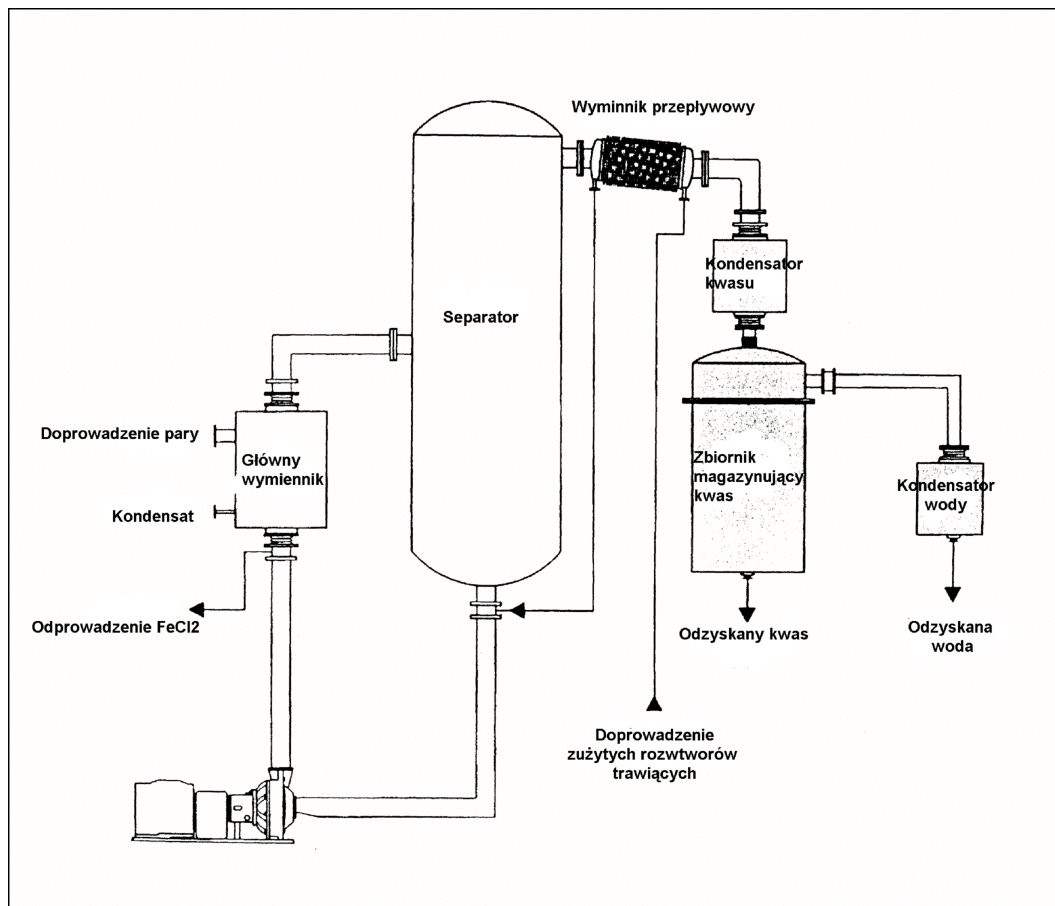 Wyminnik przepływowy
Kondensator
kwasu
Separator
Doprowadzenie pary
Główny
wymiennik
Kondensat
Zbiornik
magazynujący
kwas
Kondensator
wody
Odprowadzenie FeCl2
Odzyskany kwas
Odzyskana
woda
Doprowadzenie
zużytych rozwtworów
trawiących